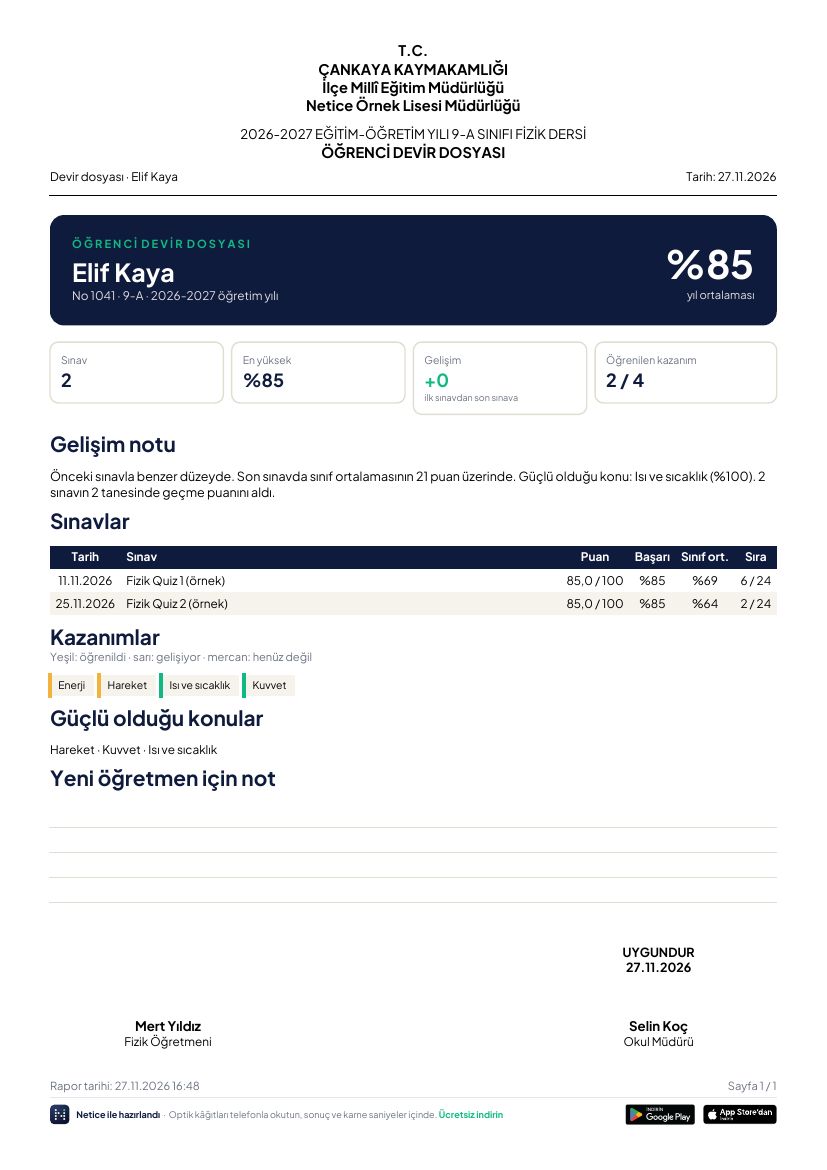 T.C.
ÇANKAYA KAYMAKAMLIĞI
İlçe Millî Eğitim Müdürlüğü
Netice Örnek Lisesi Müdürlüğü
2026-2027 EĞİTİM-ÖĞRETİM YILI 9-A SINIFI FİZİK DERSİ
ÖĞRENCİ DEVİR DOSYASI
Devir dosyası · Elif Kaya
Tarih: 27.11.2026
ÖĞRENCİ DEVİR DOSYASI
Elif Kaya
No 1041 · 9-A · 2026-2027 öğretim yılı
%85
yıl ortalaması
Sınav
2
En yüksek
%85
Gelişim
+0
ilk sınavdan son sınava
Öğrenilen kazanım
2 / 4
Gelişim notu
Önceki sınavla benzer düzeyde. Son sınavda sınıf ortalamasının 21 puan üzerinde. Güçlü olduğu konu: Isı ve sıcaklık (%100). 2
sınavın 2 tanesinde geçme puanını aldı.
Sınavlar
Tarih Sınav Puan Başarı Sınıf ort. Sıra
11.11.2026 Fizik Quiz 1 (örnek) 85,0 / 100 %85 %69 6 / 24
25.11.2026 Fizik Quiz 2 (örnek) 85,0 / 100 %85 %64 2 / 24
Kazanımlar
Yeşil: öğrenildi · sarı: gelişiyor · mercan: henüz değil
Enerji Hareket Isı ve sıcaklık Kuvvet
Güçlü olduğu konular
Hareket · Kuvvet · Isı ve sıcaklık
Yeni öğretmen için not
UYGUNDUR
27.11.2026
Mert Yıldız
Fizik Öğretmeni
Selin Koç
Okul Müdürü
Rapor tarihi: 27.11.2026 16:48
Sayfa 1 / 1
Netice ile hazırlandı · Optik kâğıtları telefonla okutun, sonuç ve karne saniyeler içinde. Ücretsiz indirin
İNDİRİN
Google Play
App Store'dan
İndirin